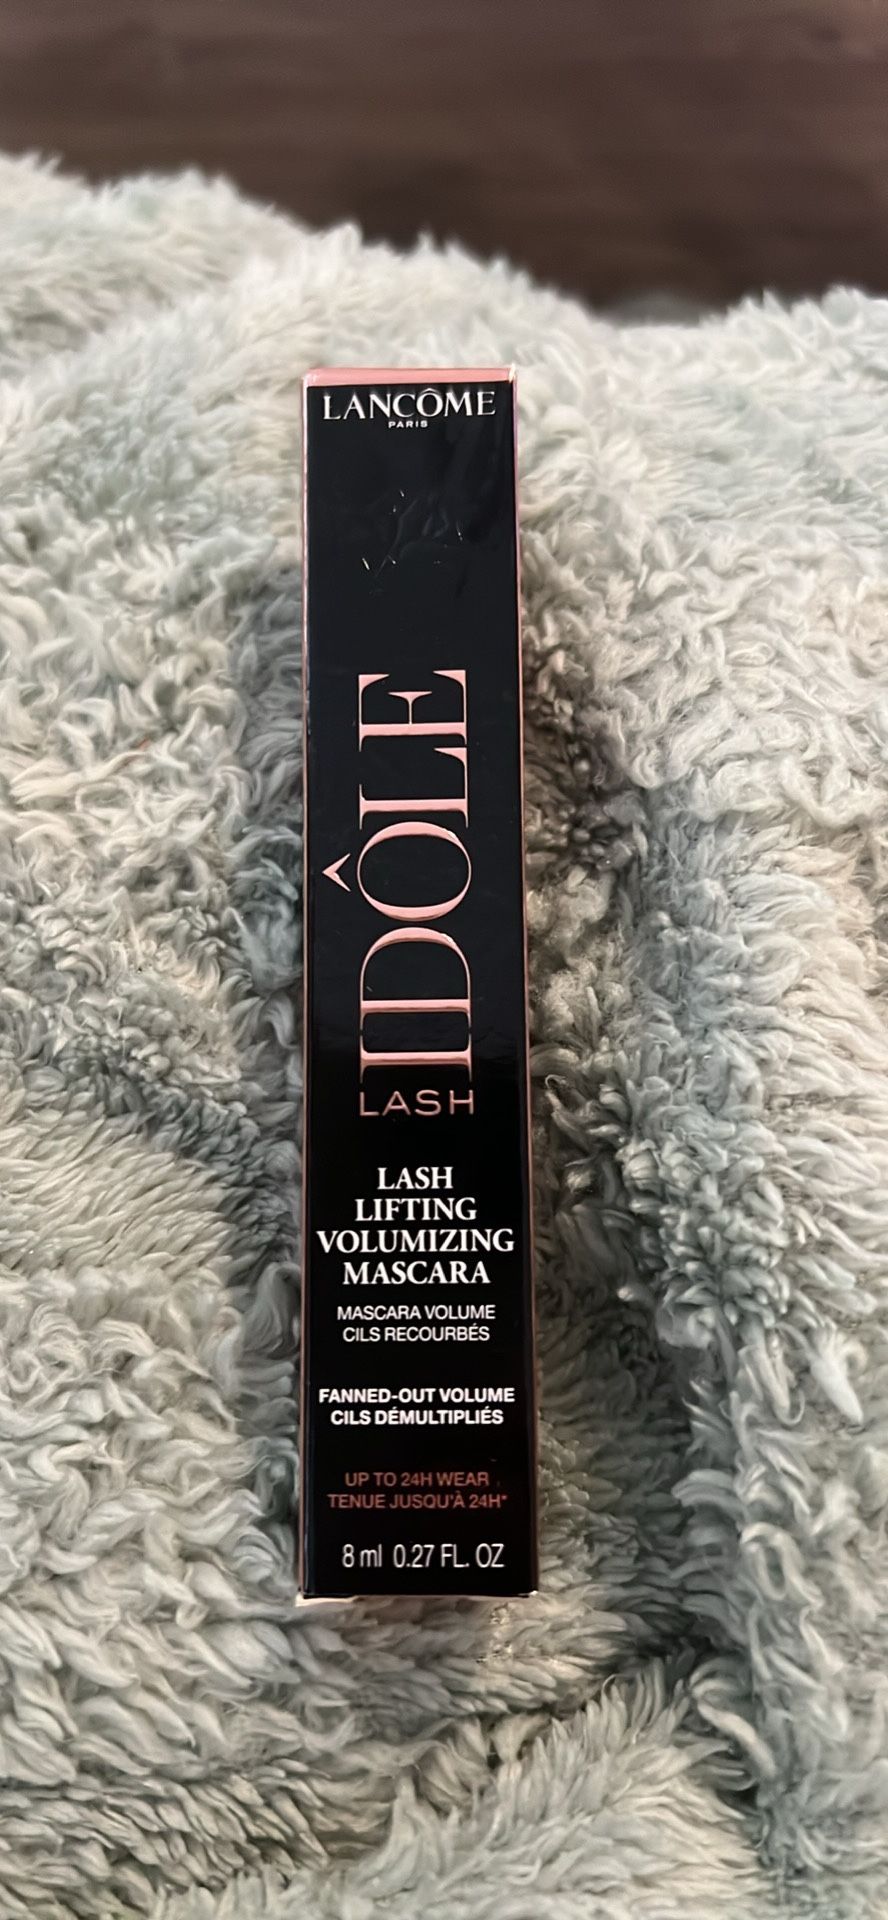 LANCÔME
PARIS
IDÔLE
LASH
LASH
LIFTING
VOLUMIZING
MASCARA
MASCARA VOLUME
CILS RECOURBÉS
FANNED-OUT VOLUME
CILS DÉMULTIPLIÉS
UP TO 24H WEAR
TENUE JUSQU'À 24H*
8 ml 0.27 FL. OZ